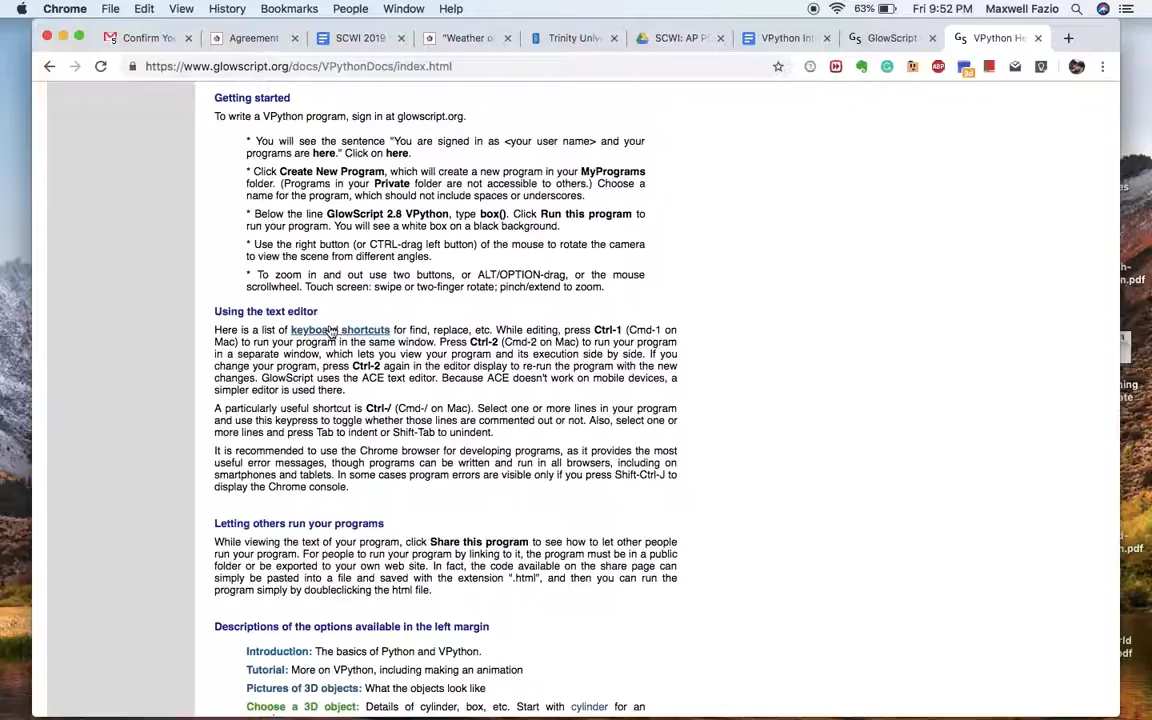 Chrome File Edit View History Bookmarks People Window Help 63% Fri 9:52 PM Maxwell Fazio
Confirm You Agreement SCWI 2019 "Weather o Trinity Univ SCWI: AP PC VPython Int GlowScript VPython He
https://www.glowscript.org/docs/VPythonDocs/index.html
Getting started
To write a VPython program, sign in at glowscript.org.
* You will see the sentence "You are signed in as <your user name> and your
programs are here." Click on here.
* Click Create New Program, which will create a new program in your MyPrograms
folder. (Programs in your Private folder are not accessible to others.) Choose a
name for the program, which should not include spaces or underscores.
* Below the line GlowScript 2.8 VPython, type box(). Click Run this program to
run your program. You will see a white box on a black background.
* Use the right button (or CTRL-drag left button) of the mouse to rotate the camera
to view the scene from different angles.
* To zoom in and out use two buttons, or ALT/OPTION-drag, or the mouse
scrollwheel. Touch screen: swipe or two-finger rotate; pinch/extend to zoom.
Using the text editor
Here is a list of keyboard shortcuts for find, replace, etc. While editing, press Ctrl-1 (Cmd-1 on
Mac) to run your program in the same window. Press Ctrl-2 (Cmd-2 on Mac) to run your program
in a separate window, which lets you view your program and its execution side by side. If you
change your program, press Ctrl-2 again in the editor display to re-run the program with the new
changes. GlowScript uses the ACE text editor. Because ACE doesn't work on mobile devices, a
simpler editor is used there.
A particularly useful shortcut is Ctrl-/ (Cmd-/ on Mac). Select one or more lines in your program
and use this keypress to toggle whether those lines are commented out or not. Also, select one or
more lines and press Tab to indent or Shift-Tab to unindent.
It is recommended to use the Chrome browser for developing programs, as it provides the most
useful error messages, though programs can be written and run in all browsers, including on
smartphones and tablets. In some cases program errors are visible only if you press Shift-Ctrl-J to
display the Chrome console.
Letting others run your programs
While viewing the text of your program, click Share this program to see how to let other people
run your program. For people to run your program by linking to it, the program must be in a public
folder or be exported to your own web site. In fact, the code available on the share page can
simply be pasted into a file and saved with the extension ".html", and then you can run the
program simply by doubleclicking the html file.
Descriptions of the options available in the left margin
Introduction: The basics of Python and VPython.
Tutorial: More on VPython, including making an animation
Pictures of 3D objects: What the objects look like
Choose a 3D object: Details of cylinder, box, etc. Start with cylinder for an